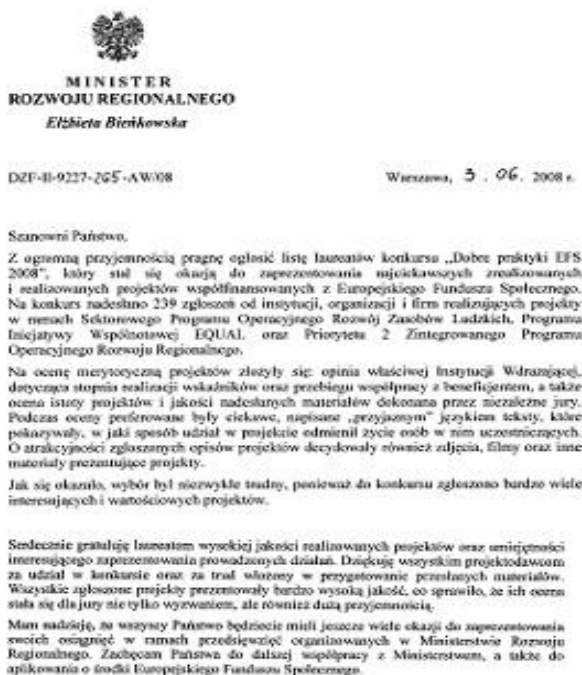 MINISTER
ROZWOJU REGIONALNEGO
Elżbieta Bieńkowska
DZF-II-9227-265-AW/08
Warszawa, 3 . 06. 2008 r.
Szanowni Państwo,
Z ogromną przyjemnością pragnę ogłosić listę laureatów konkursu „Dobre praktyki EFS
2008”, który stał się okazją do zaprezentowania najciekawszych zrealizowanych
i realizowanych projektów współfinansowanych z Europejskiego Funduszu Społecznego.
Na konkurs nadesłano 239 zgłoszeń od instytucji, organizacji i firm realizujących projekty
w ramach Sektorowego Programu Operacyjnego Rozwój Zasobów Ludzkich, Programu
Inicjatywy Wspólnotowej EQUAL oraz Priorytetu 2 Zintegrowanego Programu
Operacyjnego Rozwoju Regionalnego.
Na ocenę merytoryczną projektów złożyły się: opinia właściwej Instytucji Wdrażającej,
dotycząca stopnia realizacji wskaźników oraz przebiegu współpracy z beneficjentem, a także
ocena istoty projektów i jakości nadesłanych materiałów dokonana przez niezależne jury.
Podczas oceny preferowane były ciekawe, napisane „przyjaznym” językiem teksty, które
pokazywały, w jaki sposób udział w projekcie odmienił życie osób w nim uczestniczących.
O atrakcyjności zgłoszonych opisów projektów decydowały również zdjęcia, filmy oraz inne
materiały prezentujące projekty.
Jak się okazało, wybór był niezwykle trudny, ponieważ do konkursu zgłoszono bardzo wiele
interesujących i wartościowych projektów.
Serdecznie gratuluję laureatom wysokiej jakości realizowanych projektów oraz umiejętności
interesującego zaprezentowania prowadzonych działań. Dziękuję wszystkim projektodawcom
za udział w konkursie oraz za trud włożony w przygotowanie przesłanych materiałów.
Wszystkie zgłoszone projekty prezentowały bardzo wysoką jakość, co sprawiło, że ich ocena
stała się dla jury nie tylko wyzwaniem, ale również dużą przyjemnością.
Mam nadzieję, że wszyscy Państwo będziecie mieli jeszcze wiele okazji do zaprezentowania
swoich osiągnięć w ramach przedsięwzięć organizowanych w Ministerstwie Rozwoju
Regionalnego. Zachęcam Państwa do dalszej współpracy z Ministerstwem, a także do
aplikowania o środki Europejskiego Funduszu Społecznego.